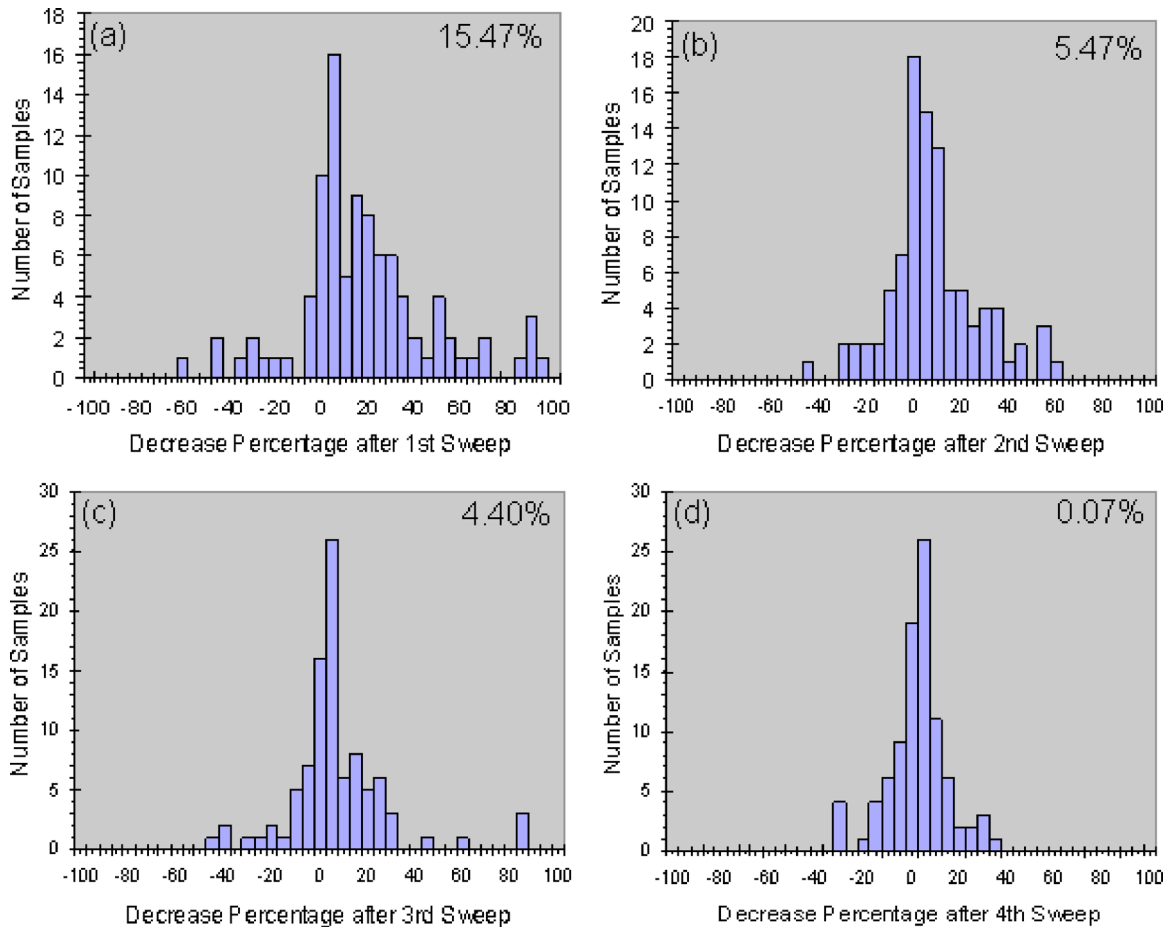 (a)
15.47%
Number of Samples
18
16
14
12
10
8
6
4
2
0
-100 -80 -60 -40 -20 0 20 40 60 80 100
Decrease Percentage after 1st Sweep
(b)
5.47%
Number of Samples
20
18
16
14
12
10
8
6
4
2
0
-100 -80 -60 -40 -20 0 20 40 60 80 100
Decrease Percentage after 2nd Sweep
(c)
4.40%
Number of Samples
30
25
20
15
10
5
0
-100 -80 -60 -40 -20 0 20 40 60 80 100
Decrease Percentage after 3rd Sweep
(d)
0.07%
Number of Samples
30
25
20
15
10
5
0
-100 -80 -60 -40 -20 0 20 40 60 80 100
Decrease Percentage after 4th Sweep